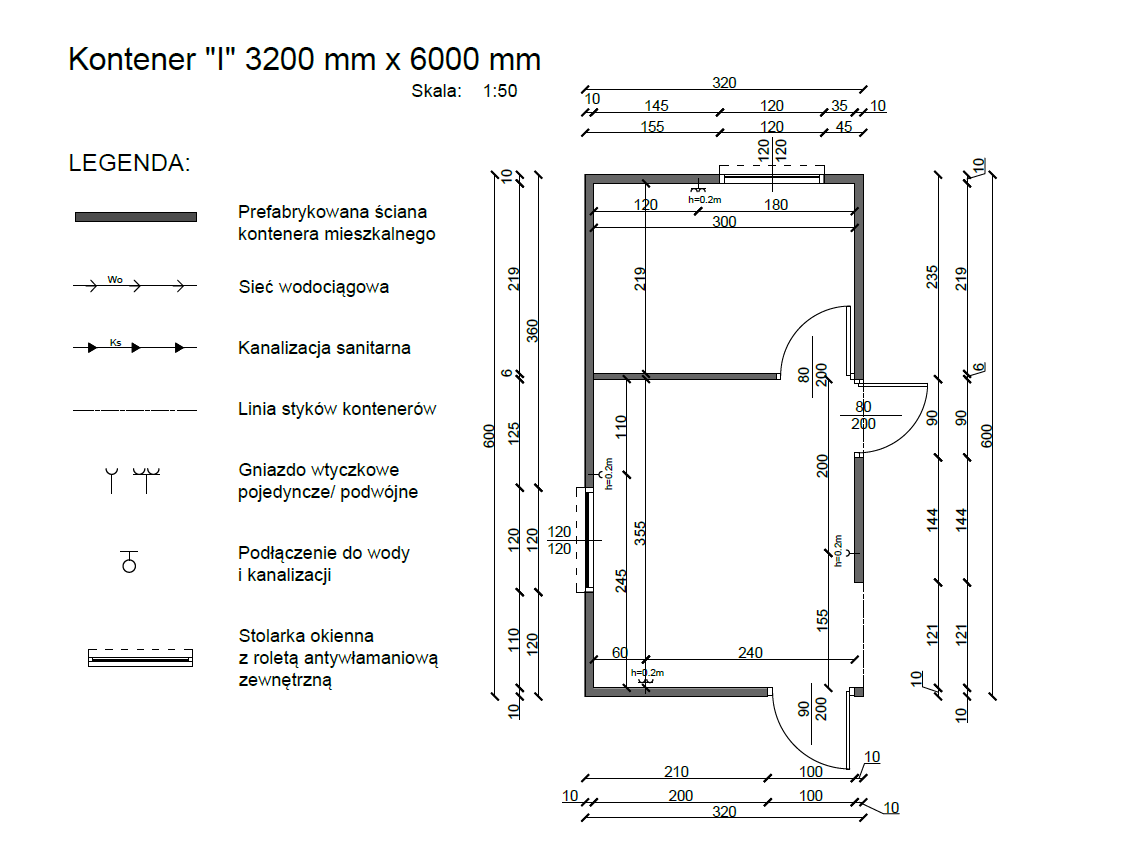 Kontener "I" 3200 mm x 6000 mm
Skala: 1:50
LEGENDA:
Prefabrykowana ściana
kontenera mieszkalnego
Wo
Sieć wodociągowa
Ks
Kanalizacja sanitarna
Linia styków kontenerów
Gniazdo wtyczkowe
pojedyncze/ podwójne
Podłączenie do wody
i kanalizacji
Stolarka okienna
z roletą antywłamaniową
zewnętrzną
320
10 145 120 35 10
155 120 45
120
120
h=0.2m
120 180
300
219
80
200
80
200
110
245
355
h=0.2m
120
120
200
155
h=0.2m
60 240
h=0.2m
90
200
600
10
219
6
125
120
110
10
360
120
120
235
90
144
121
10
10
219
6
90
144
121
10
600
210 100 10
10 200 100 10
320